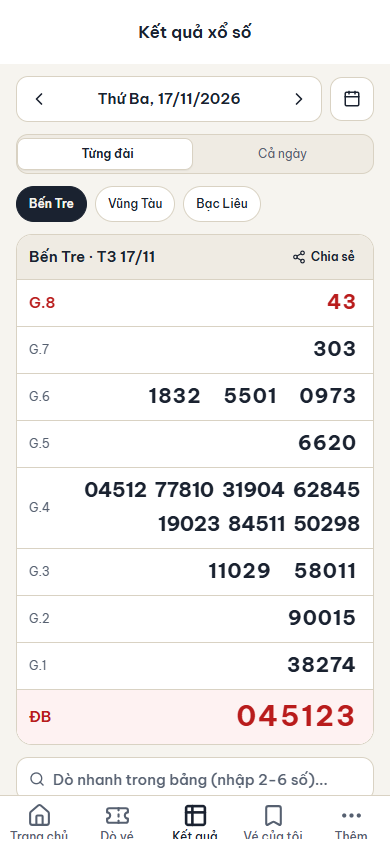 Kết quả xổ số
Thứ Ba, 17/11/2026
Từng đài
Cả ngày
Bến Tre
Vũng Tàu
Bạc Liêu
Bến Tre · T3 17/11
Chia sẻ
G.8 43
G.7 303
G.6 1832 5501 0973
G.5 6620
G.4 04512 77810 31904 62845
19023 84511 50298
G.3 11029 58011
G.2 90015
G.1 38274
ĐB 045123
Dò nhanh trong bảng (nhập 2-6 số)...
Trang chủ
Dò vé
Kết quả
Vé của tôi
Thêm